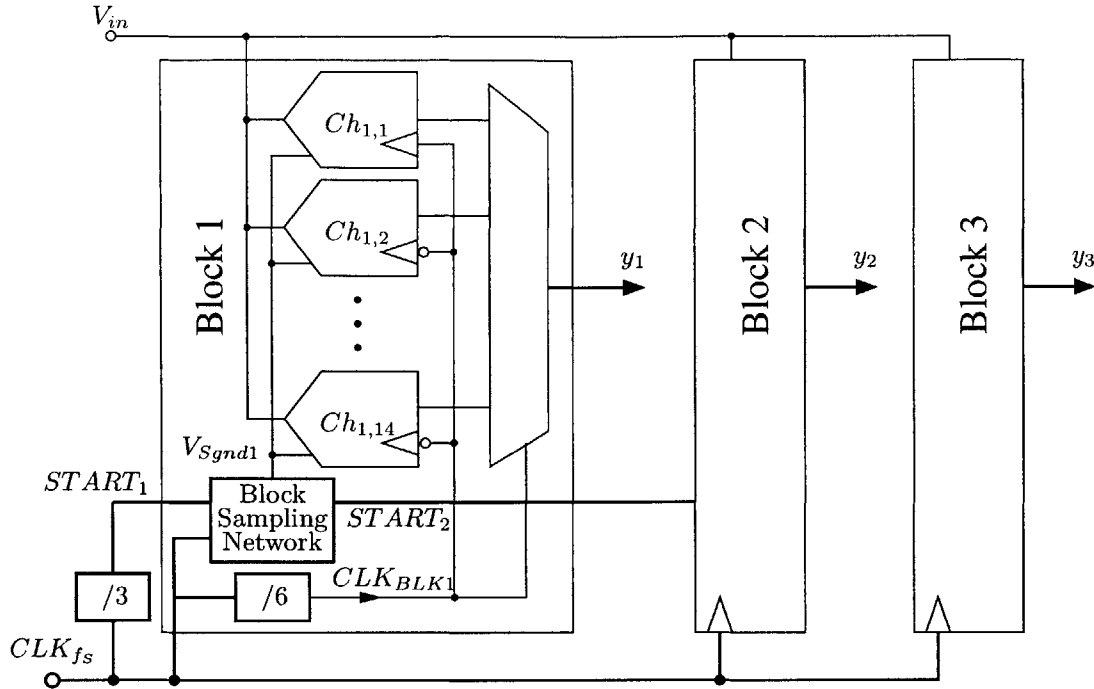 V_in
Block 1
Ch_1,1
Ch_1,2
Ch_1,14
y_1
Block 2
y_2
Block 3
y_3
V_Sgnd1
START_1
Block
Sampling
Network
START_2
/3
/6
CLK_BLK1
CLK_fs